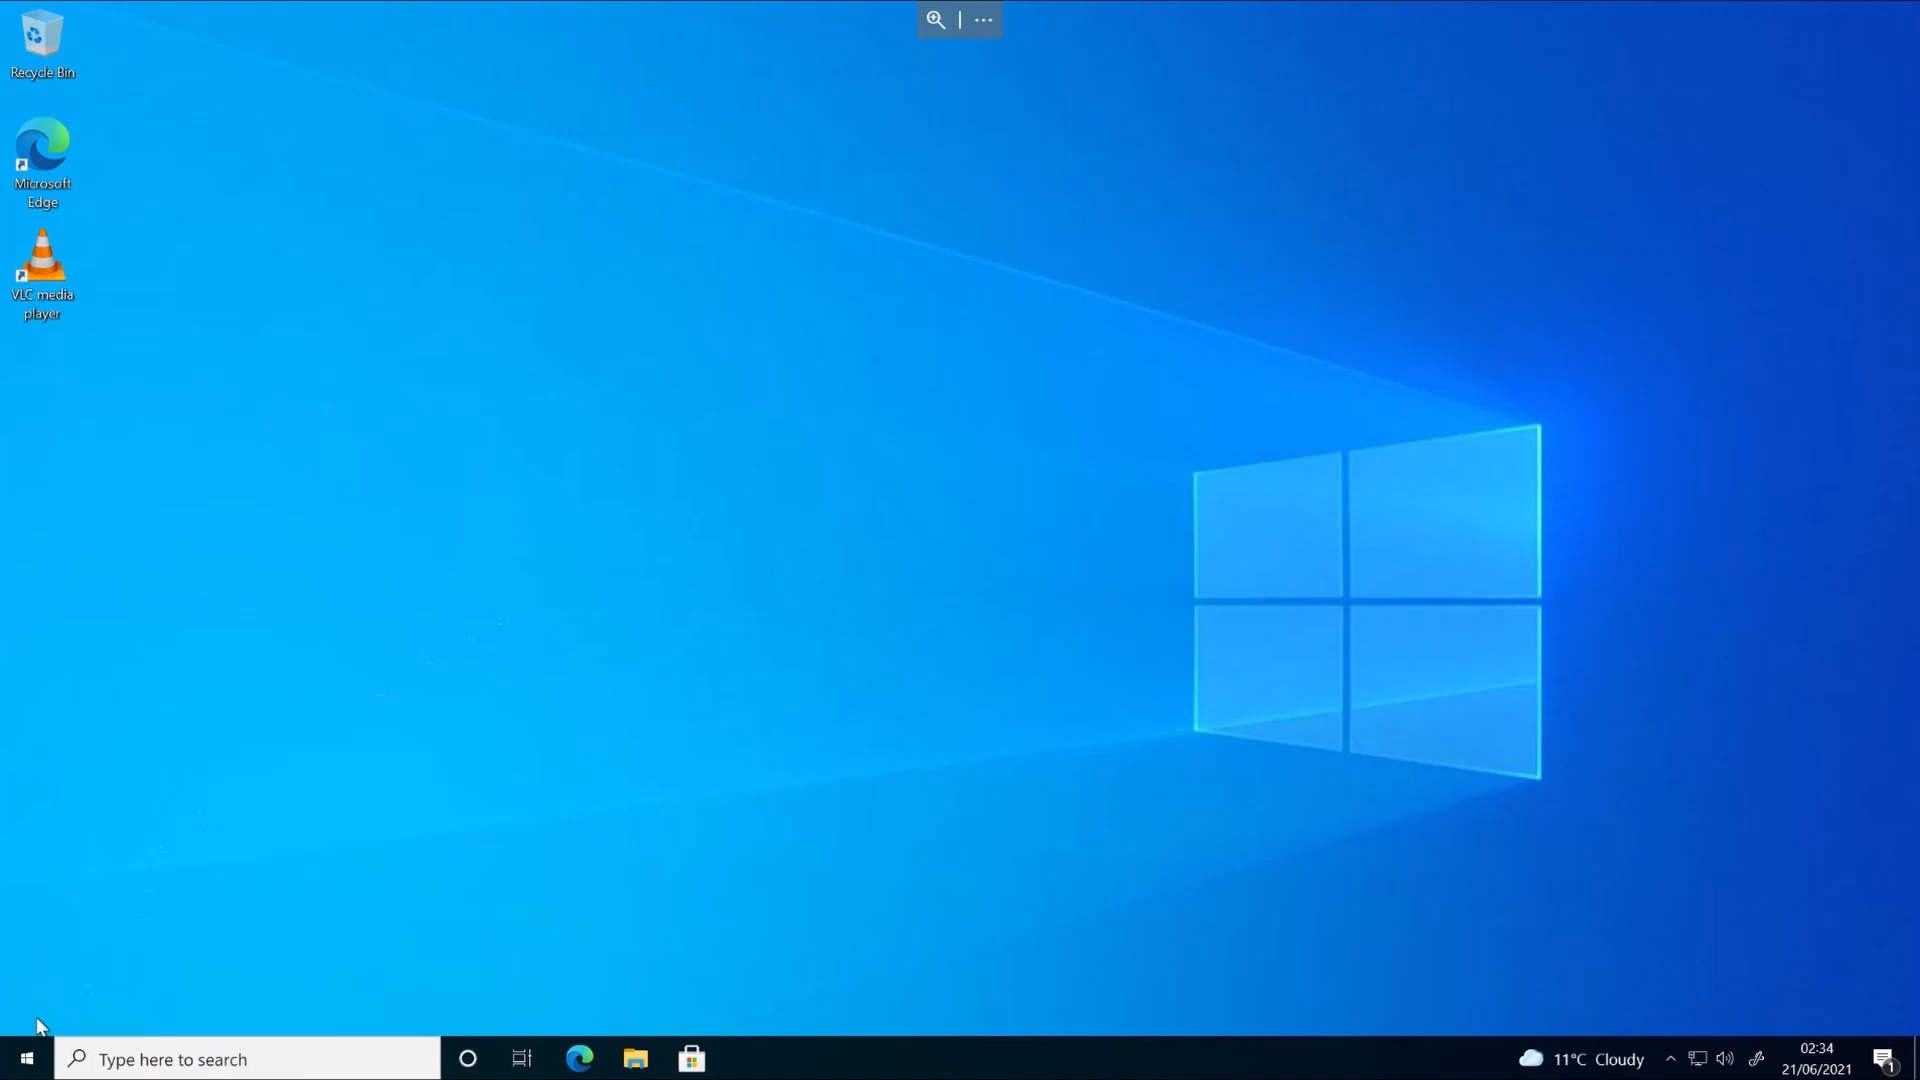 Recycle Bin
Microsoft
Edge
VLC media
player
Type here to search
11°C Cloudy
02:34
21/06/2021
1